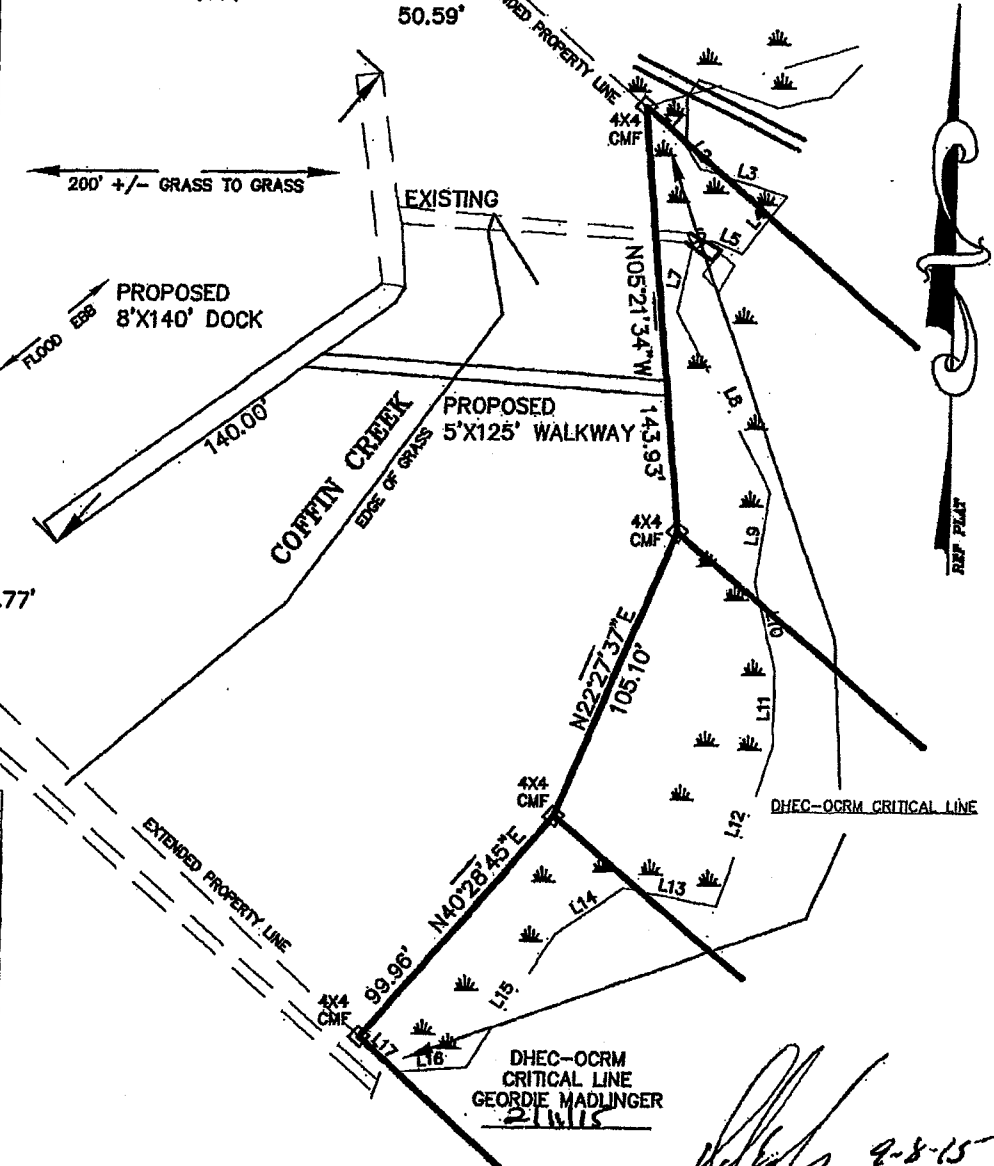 50.59'
EXTENDED PROPERTY LINE
4X4
CMF
L2
L3
200' +/- GRASS TO GRASS
EXISTING
L5
L7
N05°21'34"W
143.93'
PROPOSED
8'X140' DOCK
FLOOD EBB
140.00'
PROPOSED
5'X125' WALKWAY
COFFIN CREEK
EDGE OF GRASS
L8
L9
4X4
CMF
REF PLAT
.77'
L10
N22°27'37"E
105.10'
L11
4X4
CMF
DHEC-OCRM CRITICAL LINE
L12
EXTENDED PROPERTY LINE
N40°28'45"E
99.96'
L13
L14
L15
4X4
CMF
L17
L16
DHEC-OCRM
CRITICAL LINE
GEORDIE MADLINGER
2/11/15
9-8-15